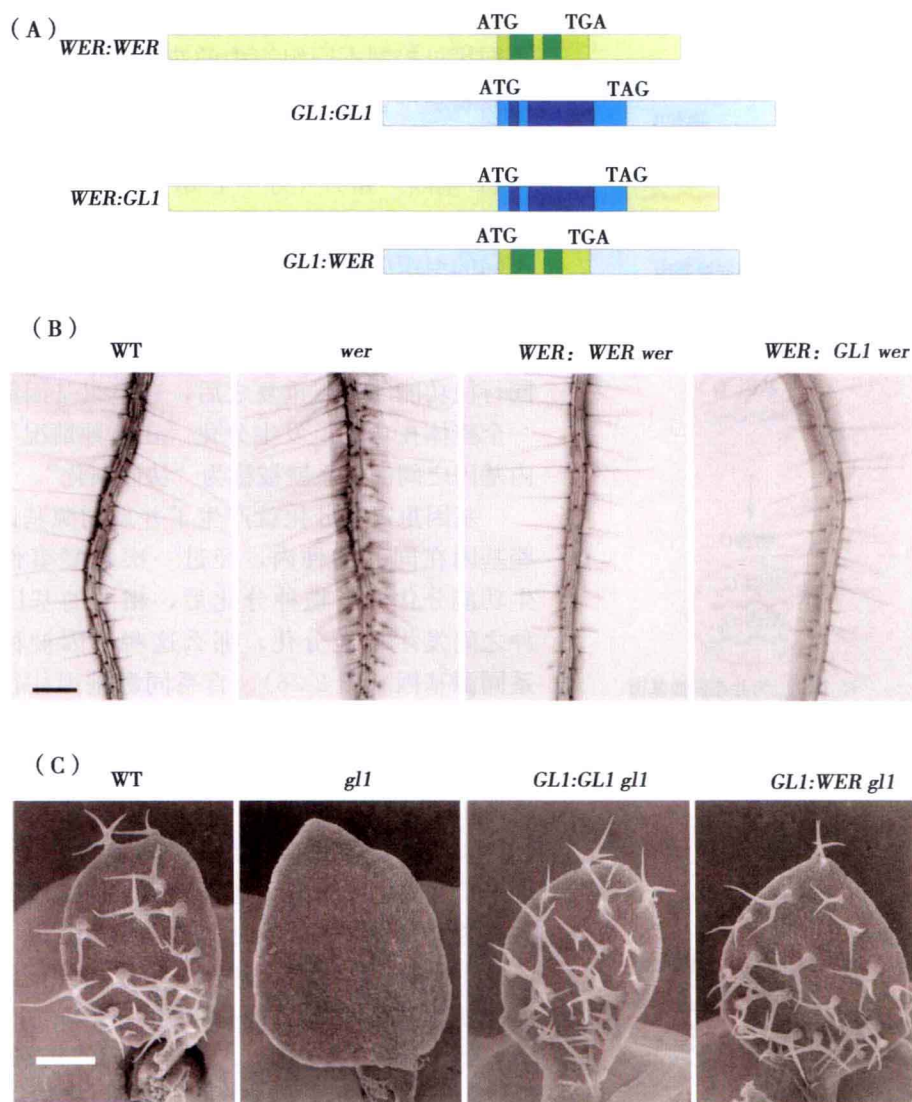 (A)
ATG TGA
WER:WER
ATG TAG
GL1:GL1
ATG TAG
WER:GL1
ATG TGA
GL1:WER
(B)
WT wer WER: WER wer WER: GL1 wer
(C)
WT gl1 GL1:GL1 gl1 GL1:WER gl1